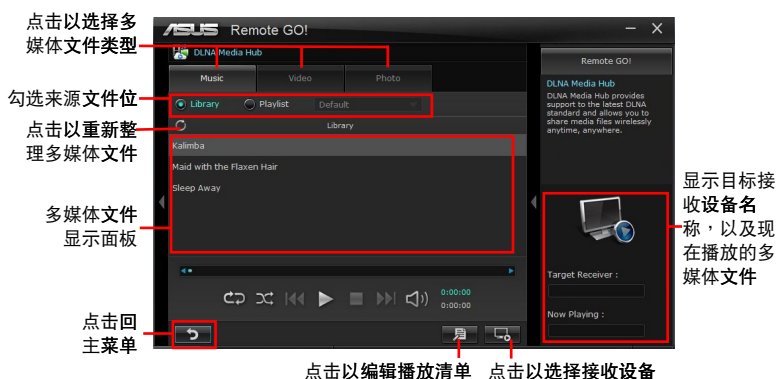 点击以选择多
媒体文件类型
勾选来源文件位
点击以重新整
理多媒体文件
多媒体文件
显示面板
点击回
主菜单
ASUS Remote GO!
DLNA Media Hub
Music Video Photo
Library Playlist Default
Library
Kalimba
Maid with the Flaxen Hair
Sleep Away
0:00:00
0:00:00
Remote GO!
DLNA Media Hub
DLNA Media Hub provides
support to the latest DLNA
standard and allows you to
share media files wirelessly
anytime, anywhere.
Target Receiver :
Now Playing :
显示目标接
收设备名
称，以及现
在播放的多
媒体文件
点击以编辑播放清单 点击以选择接收设备